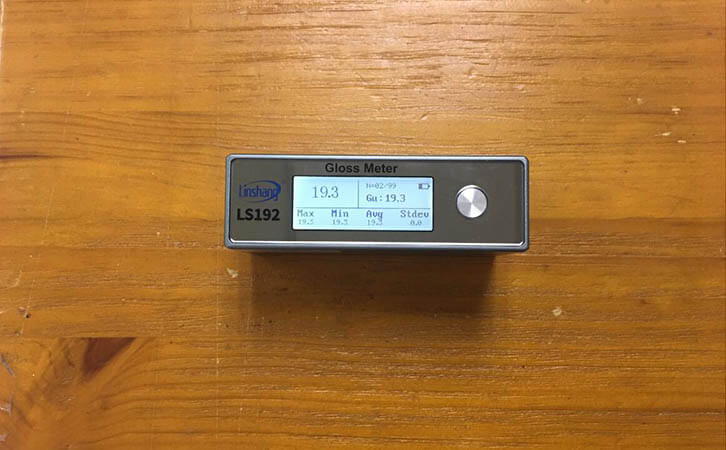 Gloss Meter
Linshang
LS192
19.3
N=02/99
Gu: 19.3
Max Min Avg Stdev
19.3 19.3 19.3 0.0